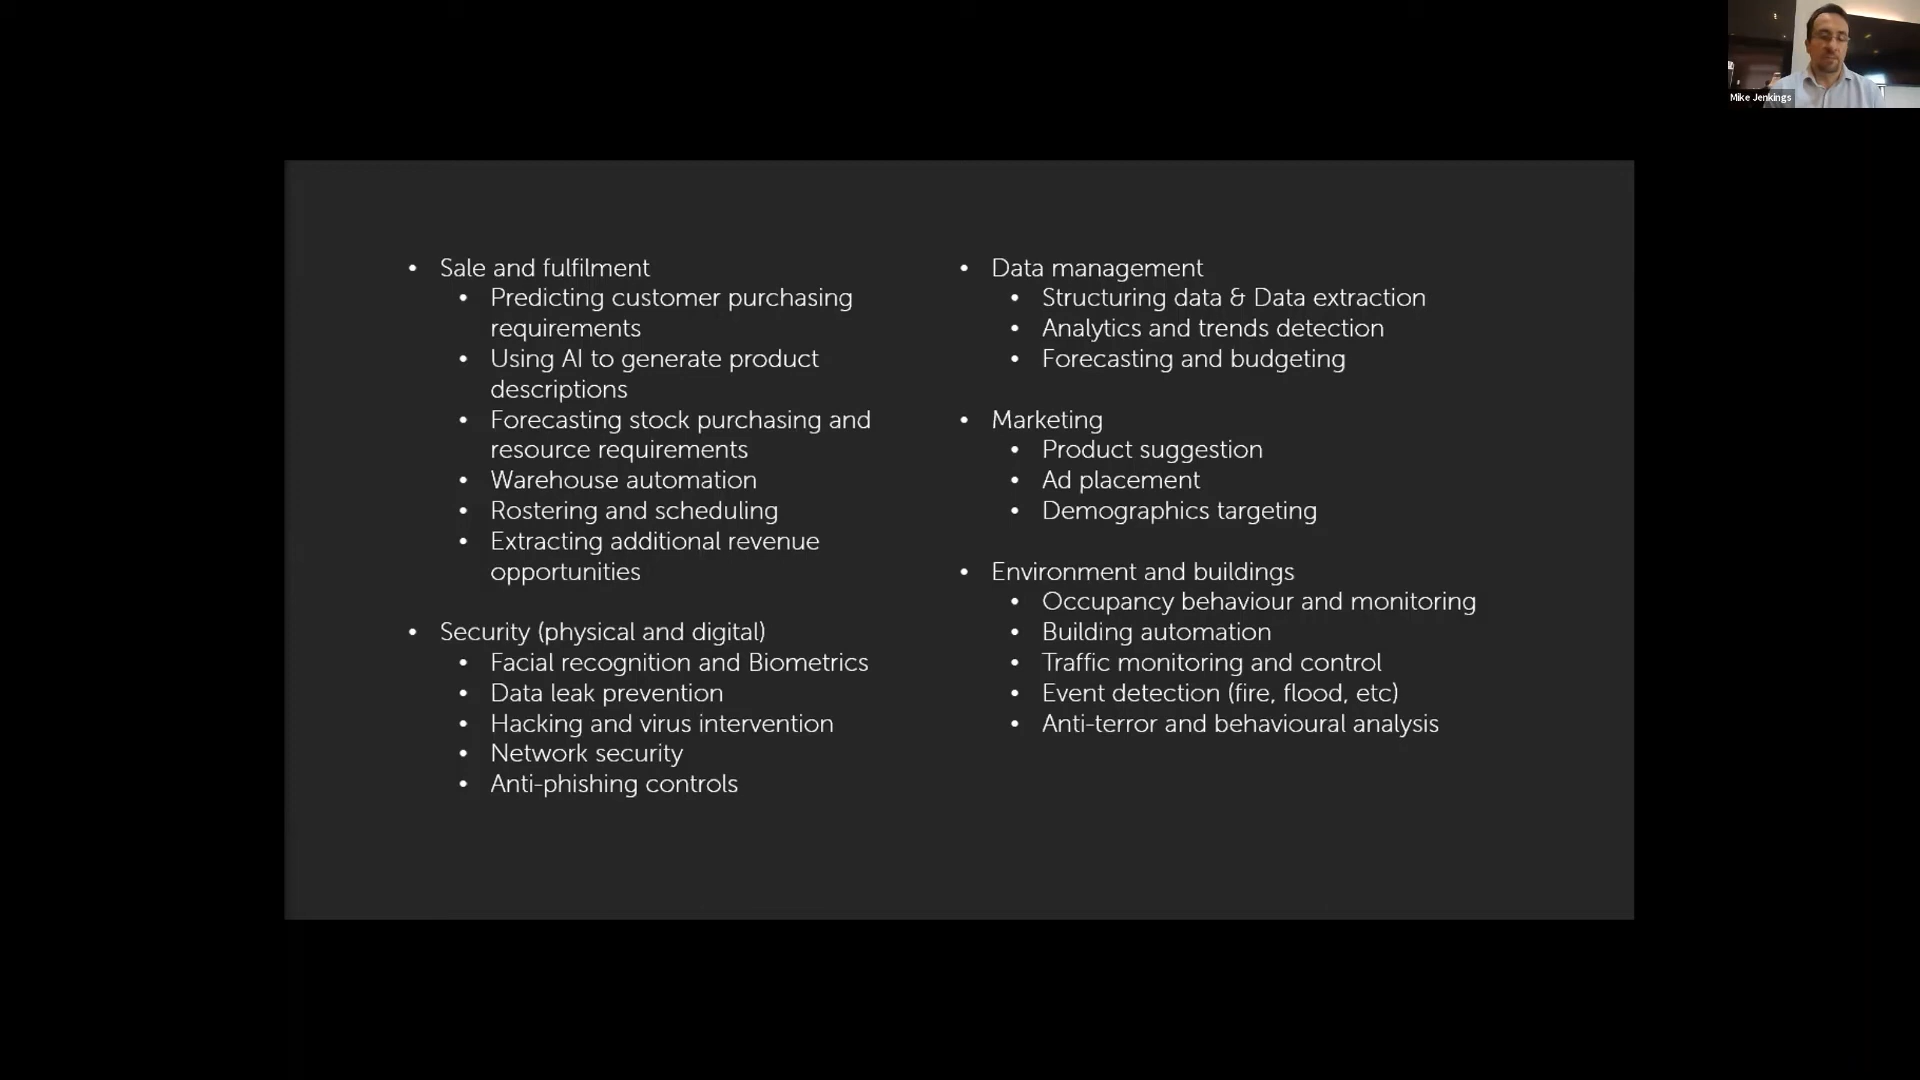 Mike Jenkings
• Sale and fulfilment
• Predicting customer purchasing
requirements
• Using AI to generate product
descriptions
• Forecasting stock purchasing and
resource requirements
• Warehouse automation
• Rostering and scheduling
• Extracting additional revenue
opportunities
• Security (physical and digital)
• Facial recognition and Biometrics
• Data leak prevention
• Hacking and virus intervention
• Network security
• Anti-phishing controls
• Data management
• Structuring data & Data extraction
• Analytics and trends detection
• Forecasting and budgeting
• Marketing
• Product suggestion
• Ad placement
• Demographics targeting
• Environment and buildings
• Occupancy behaviour and monitoring
• Building automation
• Traffic monitoring and control
• Event detection (fire, flood, etc)
• Anti-terror and behavioural analysis